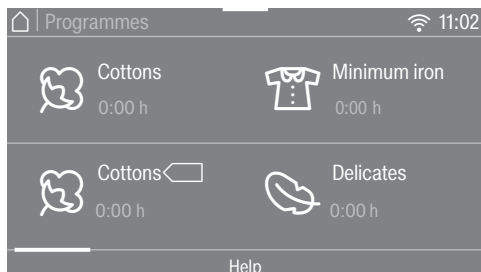 Programmes 11:02
Cottons Minimum iron
0:00 h 0:00 h
Cottons Delicates
0:00 h 0:00 h
Help